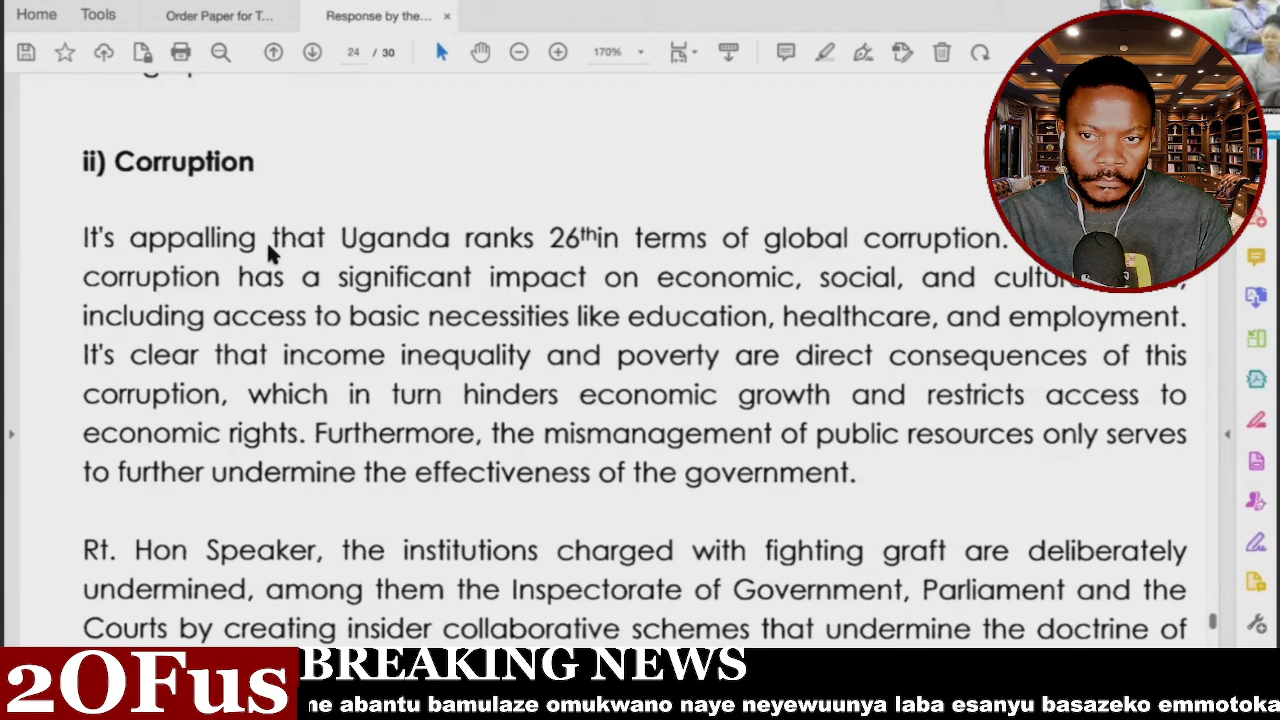 Home Tools Order Paper for T... Response by the... ×
24 / 30 170%
ii) Corruption
It's appalling that Uganda ranks 26thin terms of global corruption.
corruption has a significant impact on economic, social, and
including access to basic necessities like education, healthcare, and employment.
It's clear that income inequality and poverty are direct consequences of this
corruption, which in turn hinders economic growth and restricts access to
economic rights. Furthermore, the mismanagement of public resources only serves
to further undermine the effectiveness of the government.
Rt. Hon Speaker, the institutions charged with fighting graft are deliberately
undermined, among them the Inspectorate of Government, Parliament and the
Courts by creating insider collaborative schemes that undermine the doctrine of
2OFus
BREAKING NEWS
ne abantu bamulaze omukwano naye neyewuunya laba esanyu basazeko emmotoka